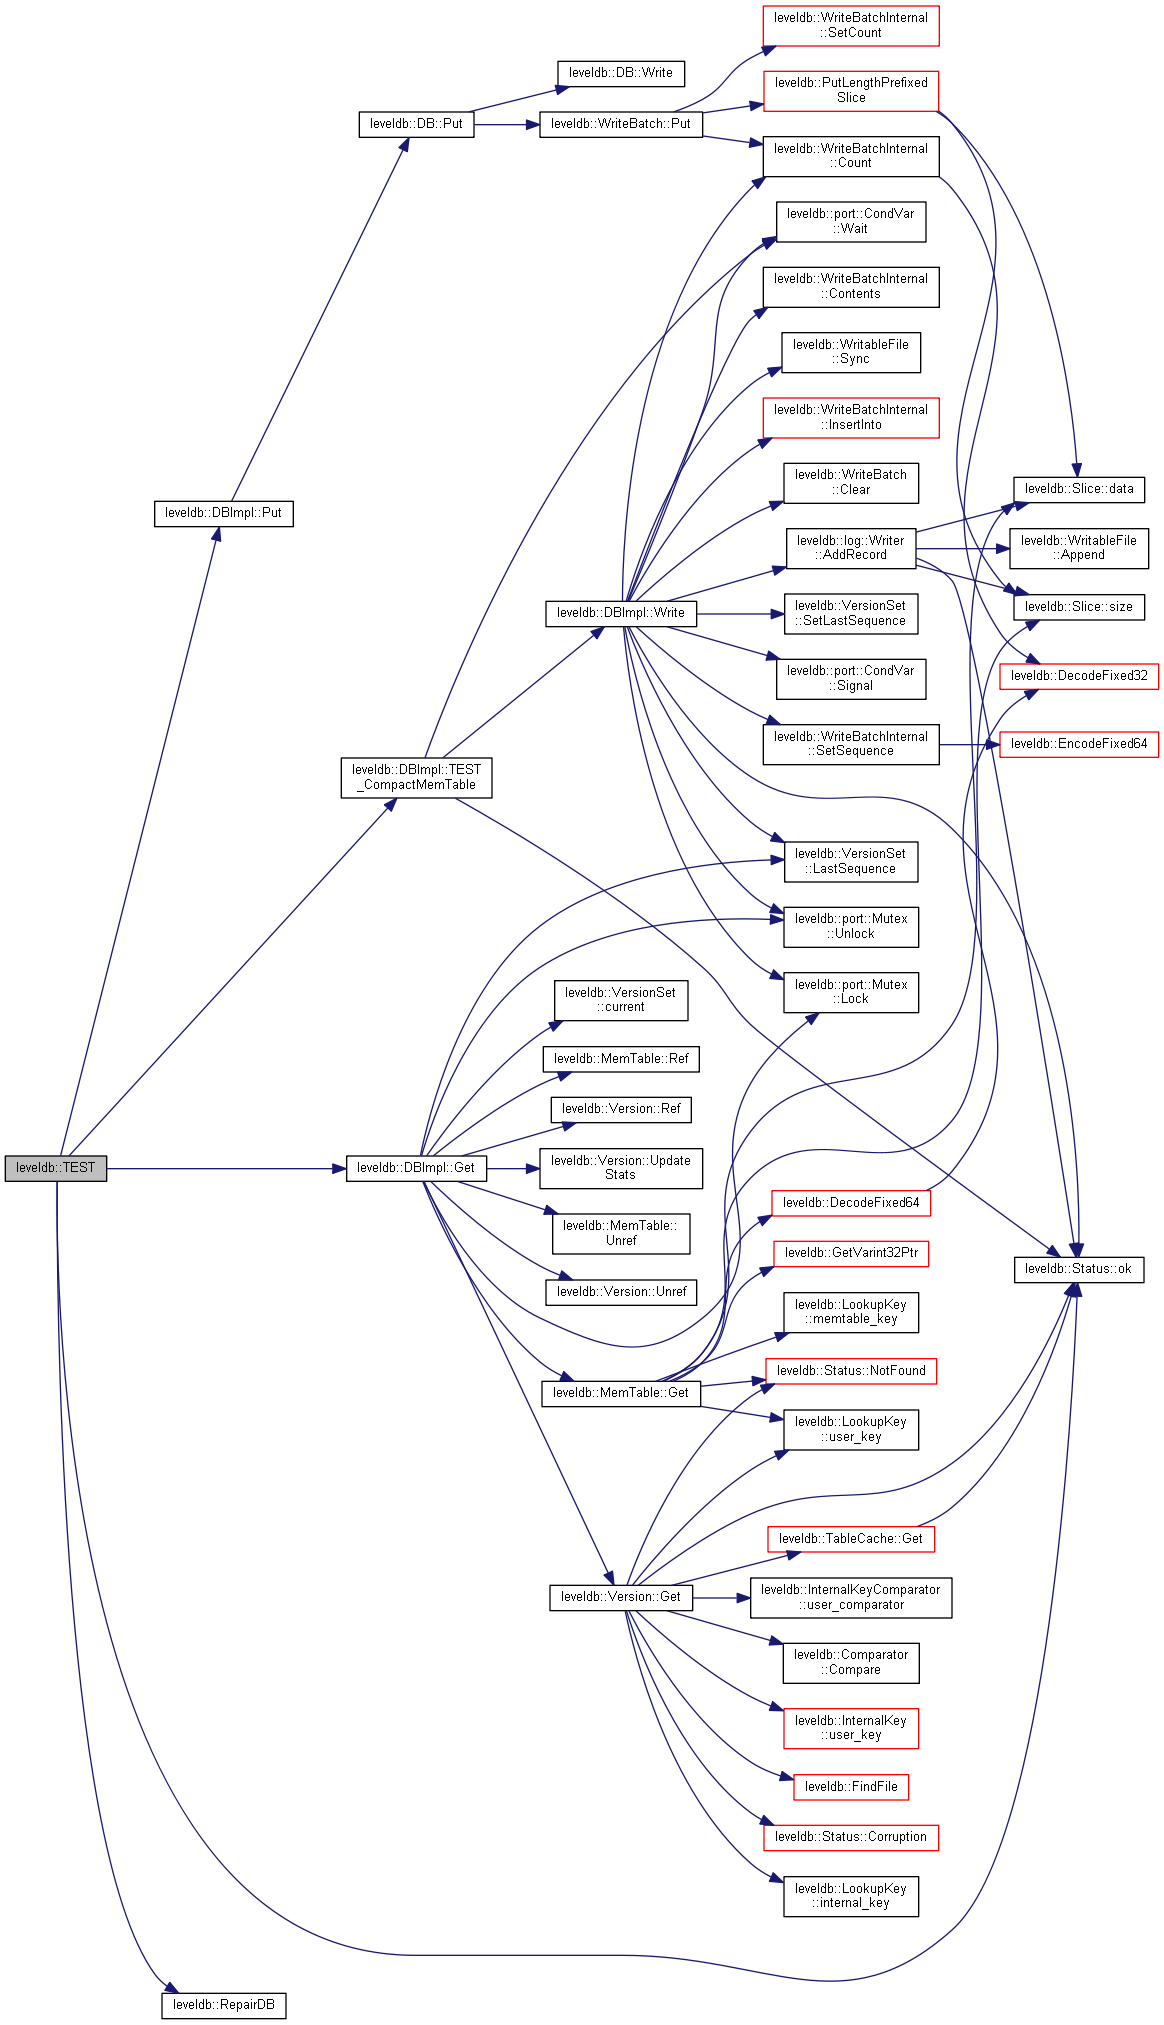 leveldb::WriteBatchInternal
::SetCount
leveldb::DB::Write
leveldb::PutLengthPrefixed
Slice
leveldb::DB::Put
leveldb::WriteBatch::Put
leveldb::WriteBatchInternal
::Count
leveldb::port::CondVar
::Wait
leveldb::WriteBatchInternal
::Contents
leveldb::WritableFile
::Sync
leveldb::WriteBatchInternal
::InsertInto
leveldb::WriteBatch
::Clear
leveldb::Slice::data
leveldb::DBImpl::Put
leveldb::log::Writer
::AddRecord
leveldb::WritableFile
::Append
leveldb::DBImpl::Write
leveldb::VersionSet
::SetLastSequence
leveldb::Slice::size
leveldb::port::CondVar
::Signal
leveldb::DecodeFixed32
leveldb::WriteBatchInternal
::SetSequence
leveldb::EncodeFixed64
leveldb::DBImpl::TEST
_CompactMemTable
leveldb::VersionSet
::LastSequence
leveldb::port::Mutex
::Unlock
leveldb::port::Mutex
::Lock
leveldb::VersionSet
::current
leveldb::MemTable::Ref
leveldb::Version::Ref
leveldb::TEST
leveldb::DBImpl::Get
leveldb::Version::Update
Stats
leveldb::DecodeFixed64
leveldb::MemTable::
Unref
leveldb::GetVarint32Ptr
leveldb::Status::ok
leveldb::Version::Unref
leveldb::LookupKey
::memtable_key
leveldb::Status::NotFound
leveldb::MemTable::Get
leveldb::LookupKey
::user_key
leveldb::TableCache::Get
leveldb::Version::Get
leveldb::InternalKeyComparator
::user_comparator
leveldb::Comparator
::Compare
leveldb::InternalKey
::user_key
leveldb::FindFile
leveldb::Status::Corruption
leveldb::LookupKey
::internal_key
leveldb::RepairDB